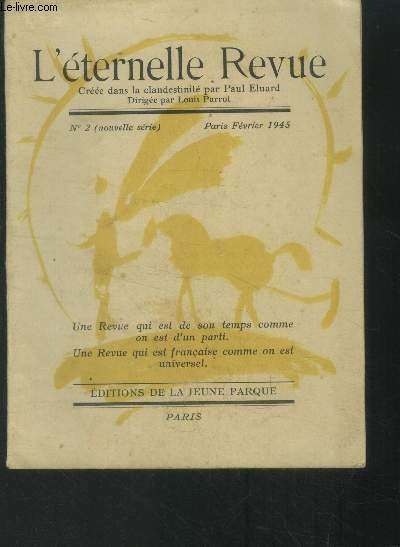 www.le-livre.com
L'éternelle Revue
Créée dans la clandestinité par Paul Eluard
Dirigée par Louis Parrot
N° 2 (nouvelle série) Paris Février 1945
Une Revue qui est de son temps comme
on est d'un parti.
Une Revue qui est française comme on est
universel.
ÉDITIONS DE LA JEUNE PARQUE
PARIS